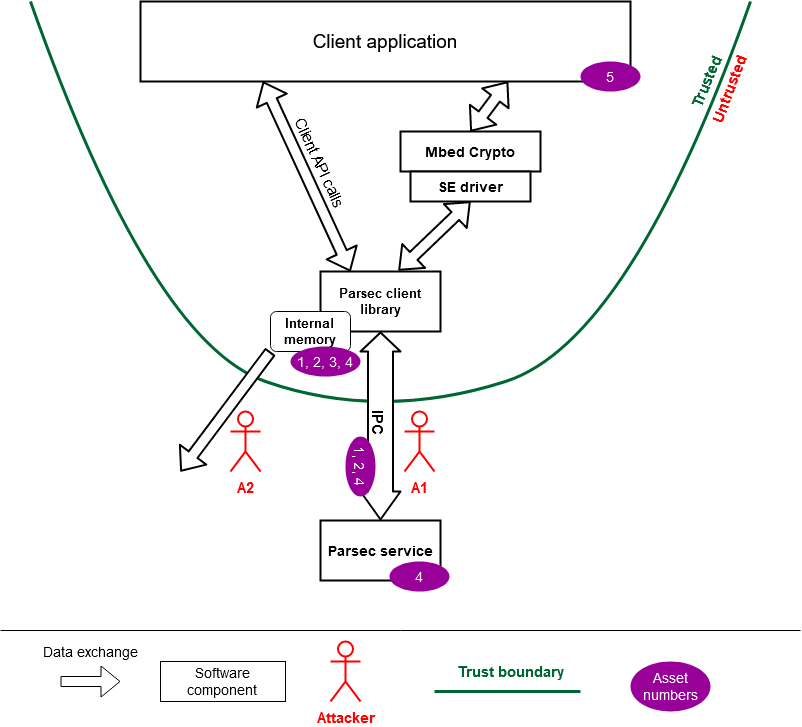 Client application
5
Trusted
Untrusted
Client API calls
Mbed Crypto
SE driver
Parsec client
library
Internal
memory
1, 2, 3, 4
IPC
1, 2, 4
A2
A1
Parsec service
4
Data exchange
Software
component
Attacker
Trust boundary
Asset
numbers